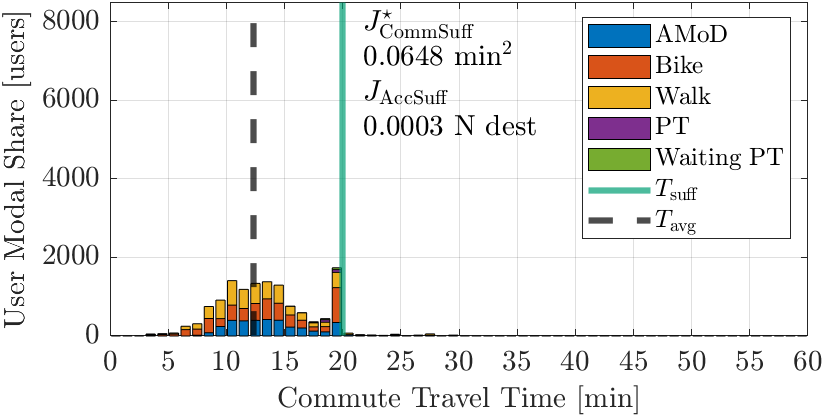 User Modal Share [users]
8000
6000
4000
2000
0
J⋆CommSuff
0.0648 min²
JAccSuff
0.0003 N dest
AMoD
Bike
Walk
PT
Waiting PT
Tsuff
Tavg
0 5 10 15 20 25 30 35 40 45 50 55 60
Commute Travel Time [min]